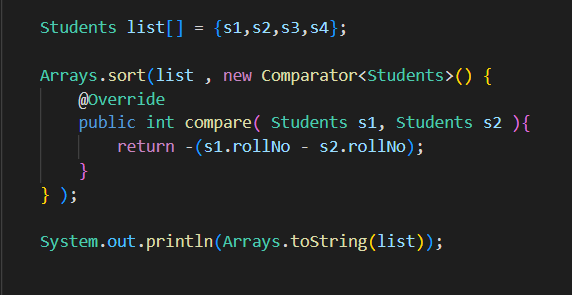 Students list[] = {s1,s2,s3,s4};
Arrays.sort(list , new Comparator<Students>() {
@Override
public int compare( Students s1, Students s2 ){
return -(s1.rollNo - s2.rollNo);
}
} );
System.out.println(Arrays.toString(list));